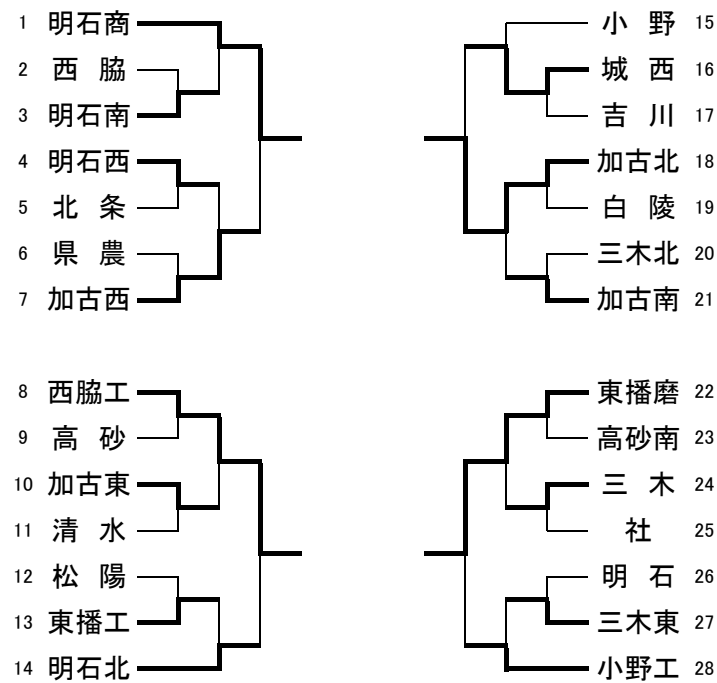 1 明石商
2 西 脇
3 明石南
4 明石西
5 北 条
6 県 農
7 加古西
8 西脇工
9 高 砂
10 加古東
11 清 水
12 松 陽
13 東播工
14 明石北
小 野 15
城 西 16
吉 川 17
加古北 18
白 陵 19
三木北 20
加古南 21
東播磨 22
高砂南 23
三 木 24
社 25
明 石 26
三木東 27
小野工 28